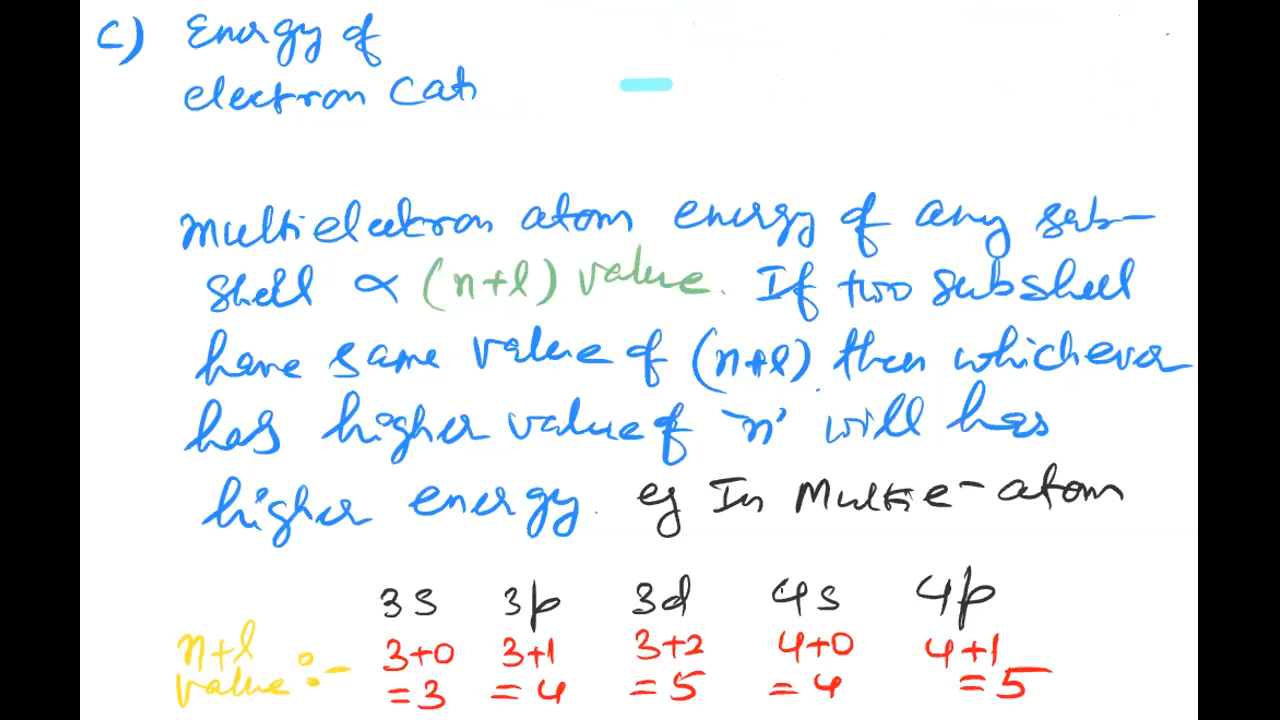 C) Energy of
electron Cat
Multielectron atom energy of any sub-
shell ∝ (n+l) value. If two subshell
have same value of (n+l) then whichever
has higher value of 'n' will has
higher energy. eg In Multi e- atom
3s 3p 3d 4s 4p
n+l 3+0 3+1 3+2 4+0 4+1
value :- =3 =4 =5 =4 =5